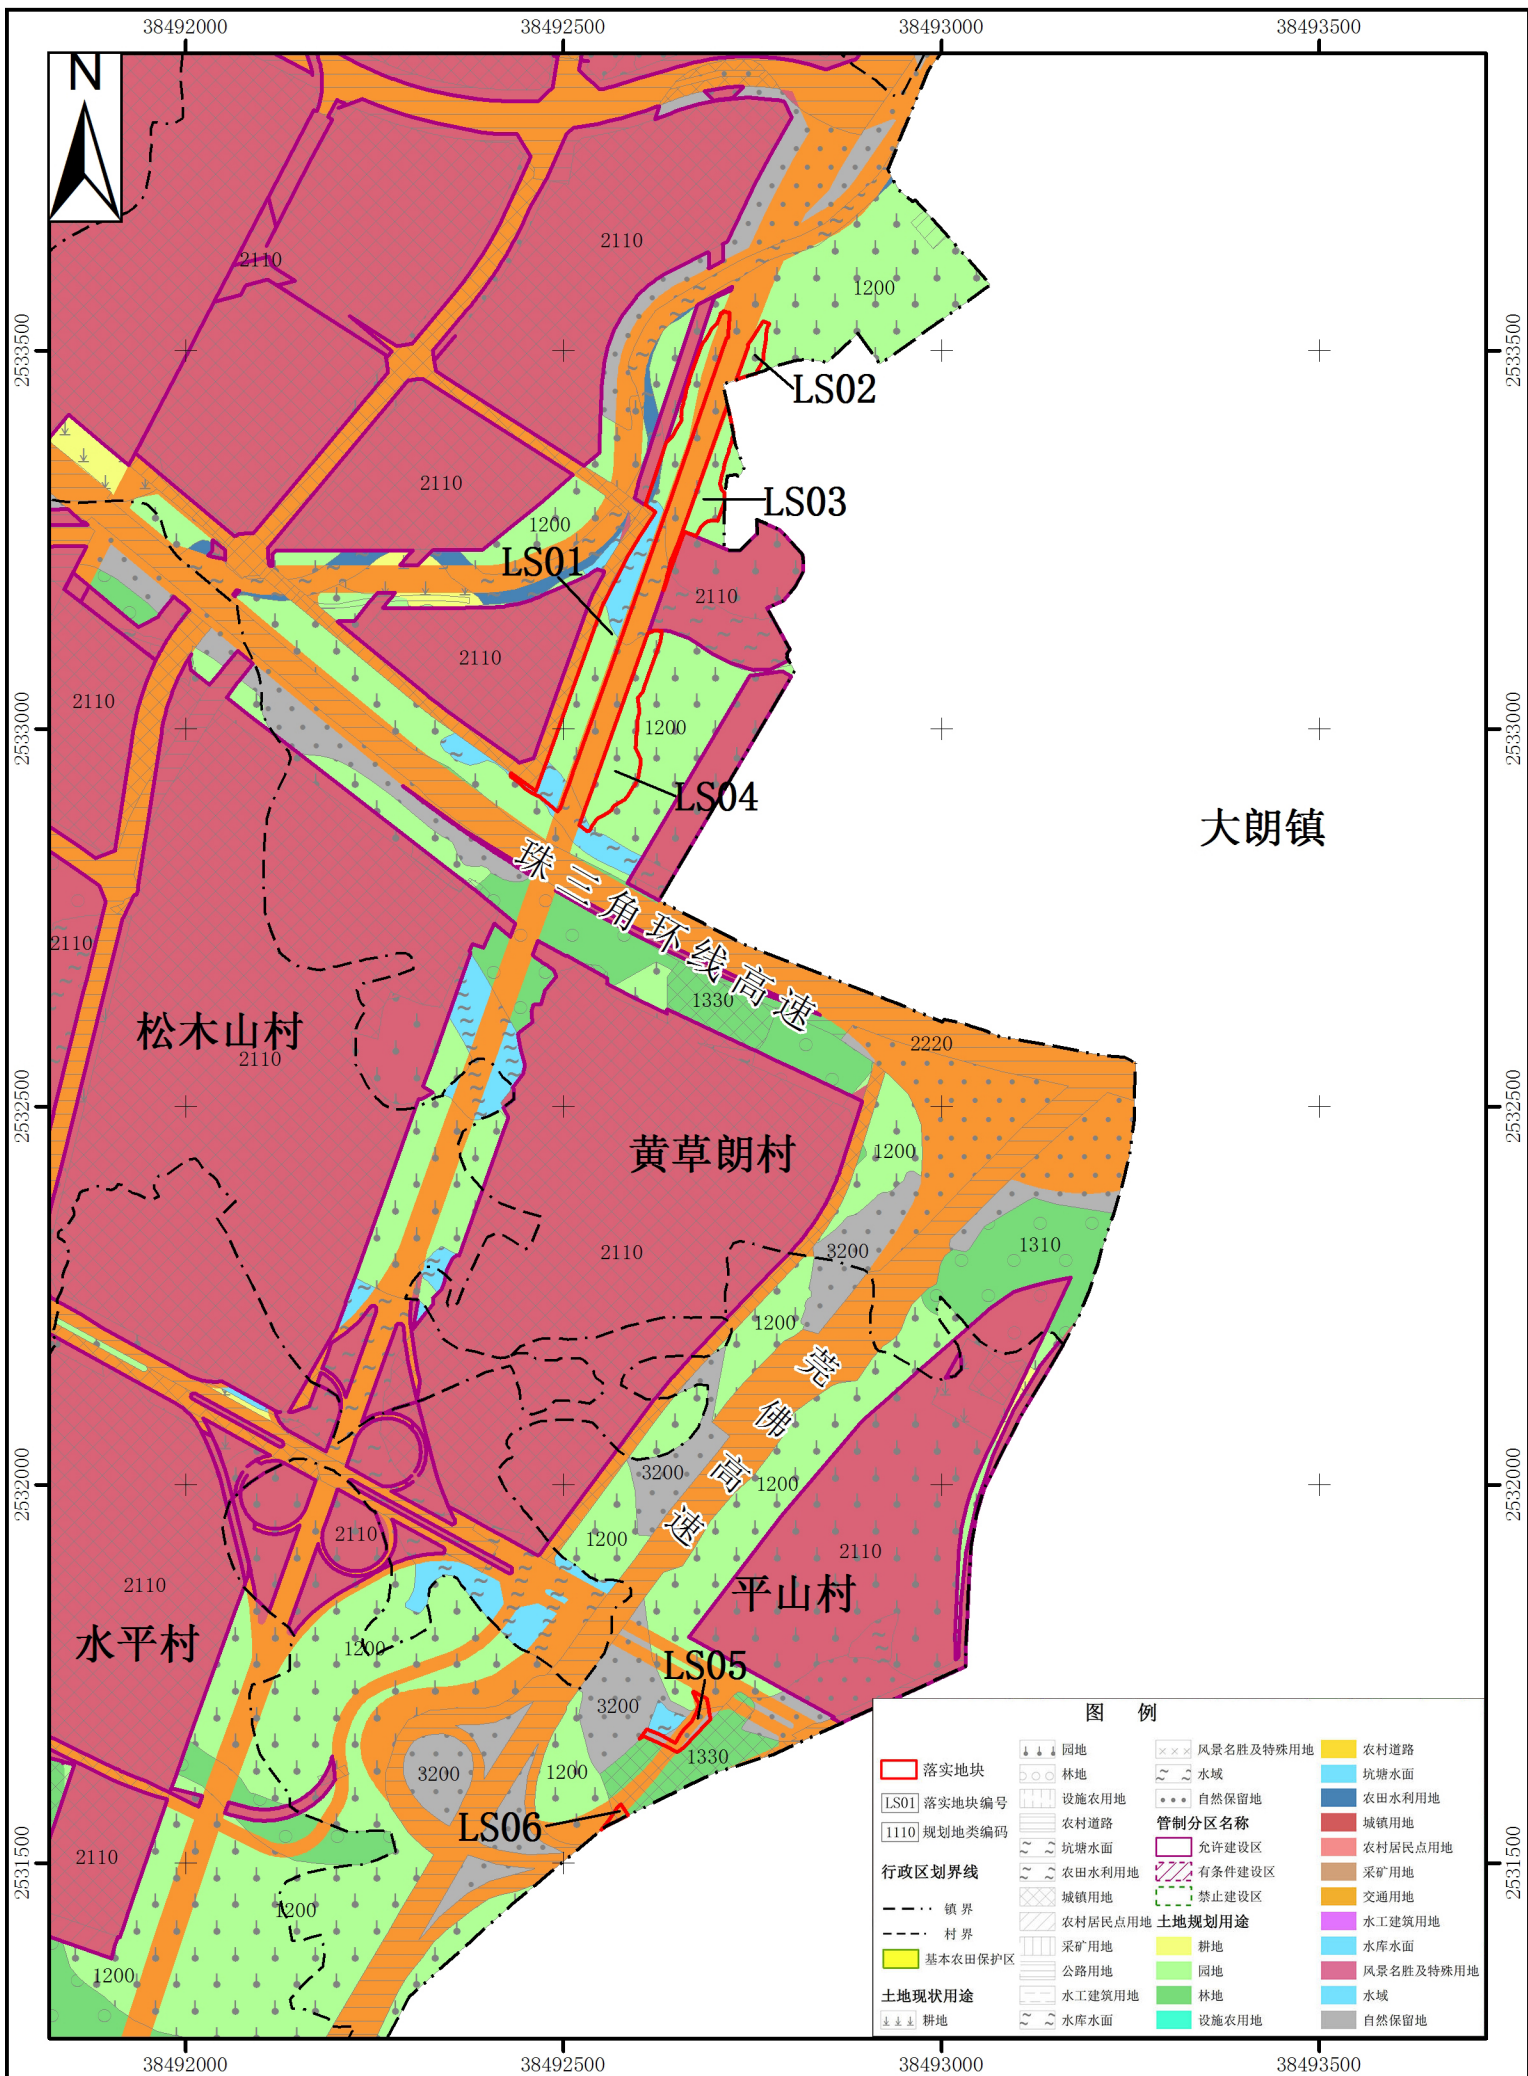 38492000 38492500 38493000 38493500
N
2110
2110
1200
2533500 2533500
LS02
2110
LS03
1200
LS01
2110
2110
2110
1200
2533000 2533000
LS04
大朗镇
珠三角环线高速
2110
1330
松木山村
2110
2220
2532500 2532500
黄草朗村
1200
2110
3200
1310
1200
莞佛高速
3200
1200
2532000 2532000
2110
1200
2110
2110
平山村
水平村
1200
LS05
3200
1330
3200
1200
LS06
2110
2531500 2531500
1200
1200
图 例
落实地块
LS01 落实地块编号
1110 规划地类编码
行政区划界线
镇界
村界
基本农田保护区
土地现状用途
耕地
园地
林地
设施农用地
农村道路
坑塘水面
农田水利用地
城镇用地
农村居民点用地
采矿用地
公路用地
水工建筑用地
水库水面
风景名胜及特殊用地
水域
自然保留地
管制分区名称
允许建设区
有条件建设区
禁止建设区
土地规划用途
耕地
园地
林地
设施农用地
农村道路
坑塘水面
农田水利用地
城镇用地
农村居民点用地
采矿用地
交通用地
水工建筑用地
水库水面
风景名胜及特殊用地
水域
自然保留地
38492000 38492500 38493000 38493500